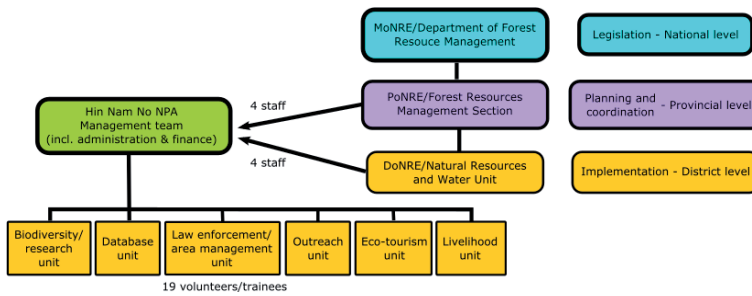 MoNRE/Department of Forest
Resouce Management
Legislation - National level
4 staff
PoNRE/Forest Resources
Management Section
Planning and
coordination - Provincial level
Hin Nam No NPA
Management team
(incl. administration & finance)
4 staff
DoNRE/Natural Resources
and Water Unit
Implementation - District level
Biodiversity/
research
unit
Database
unit
Law enforcement/
area management
unit
Outreach
unit
Eco-tourism
unit
Livelihood
unit
19 volunteers/trainees